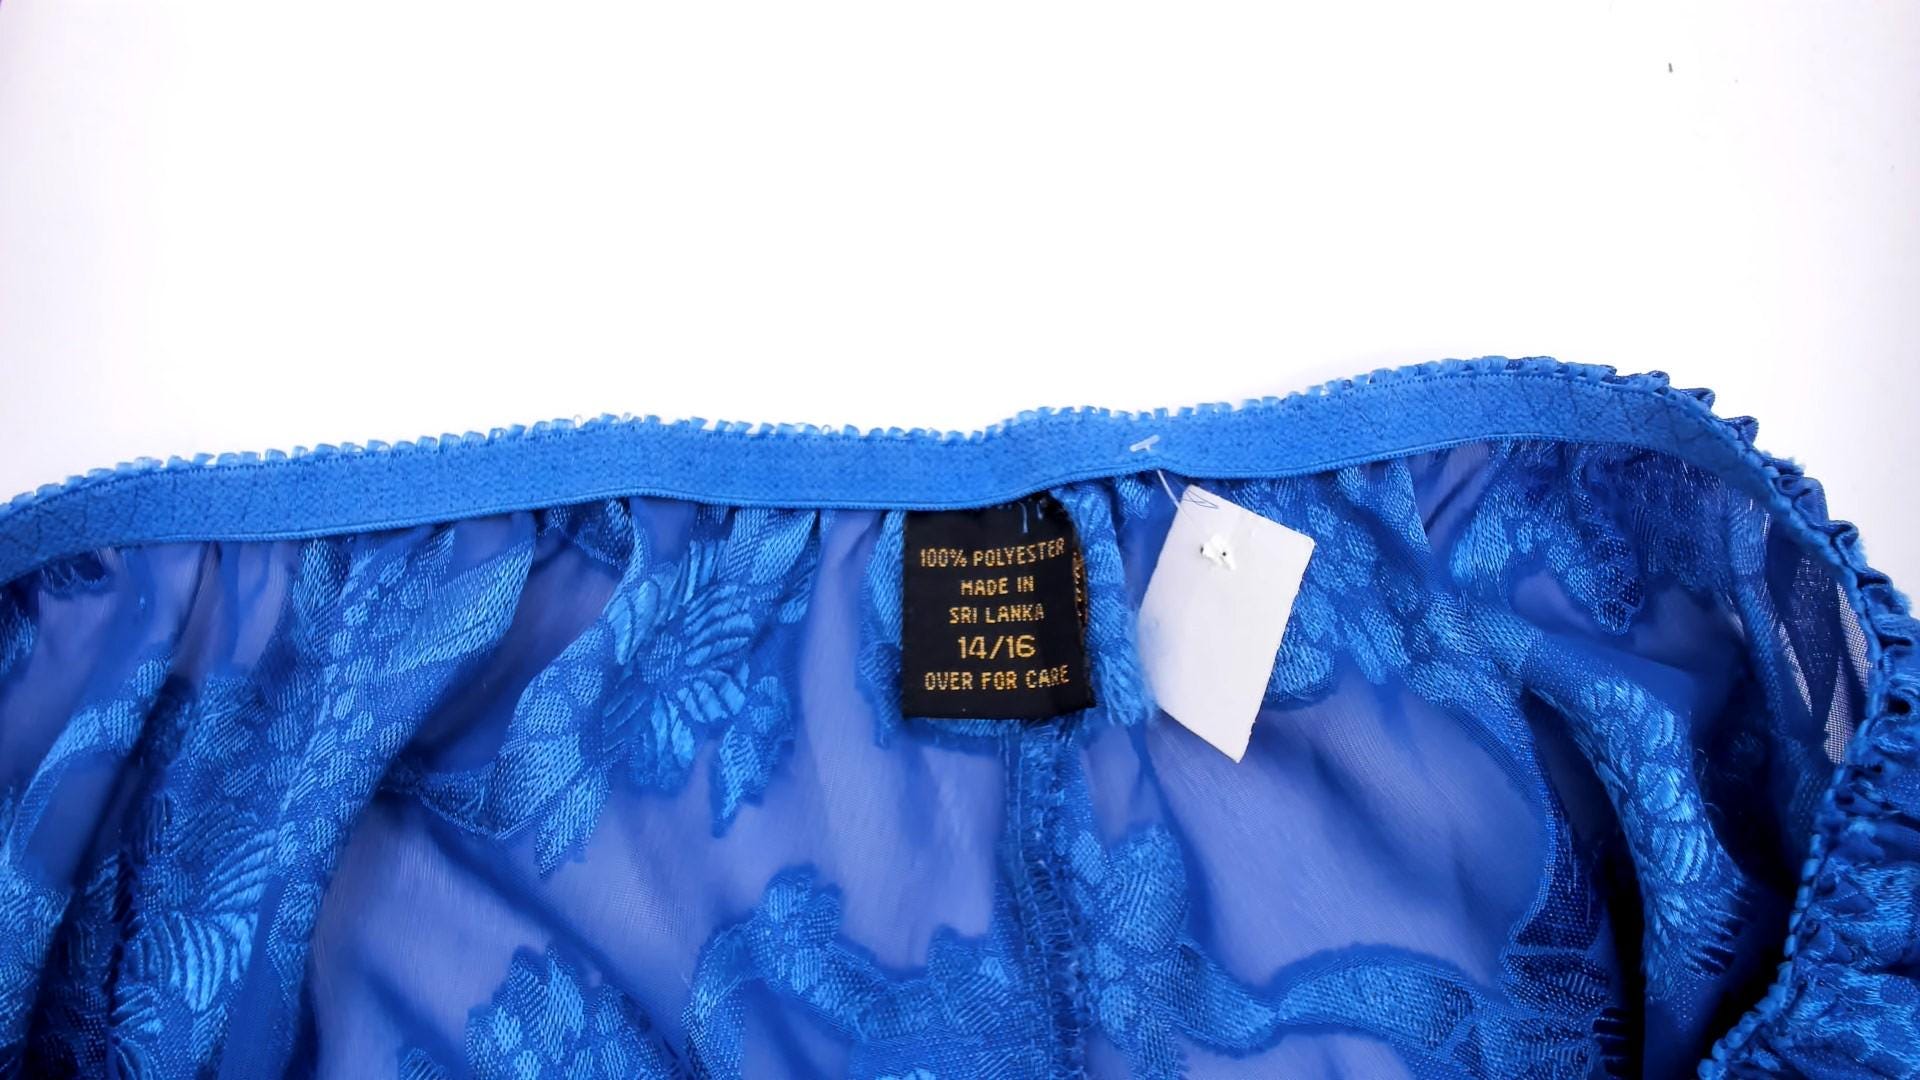 100% POLYESTER
MADE IN
SRI LANKA
14/16
OVER FOR CARE